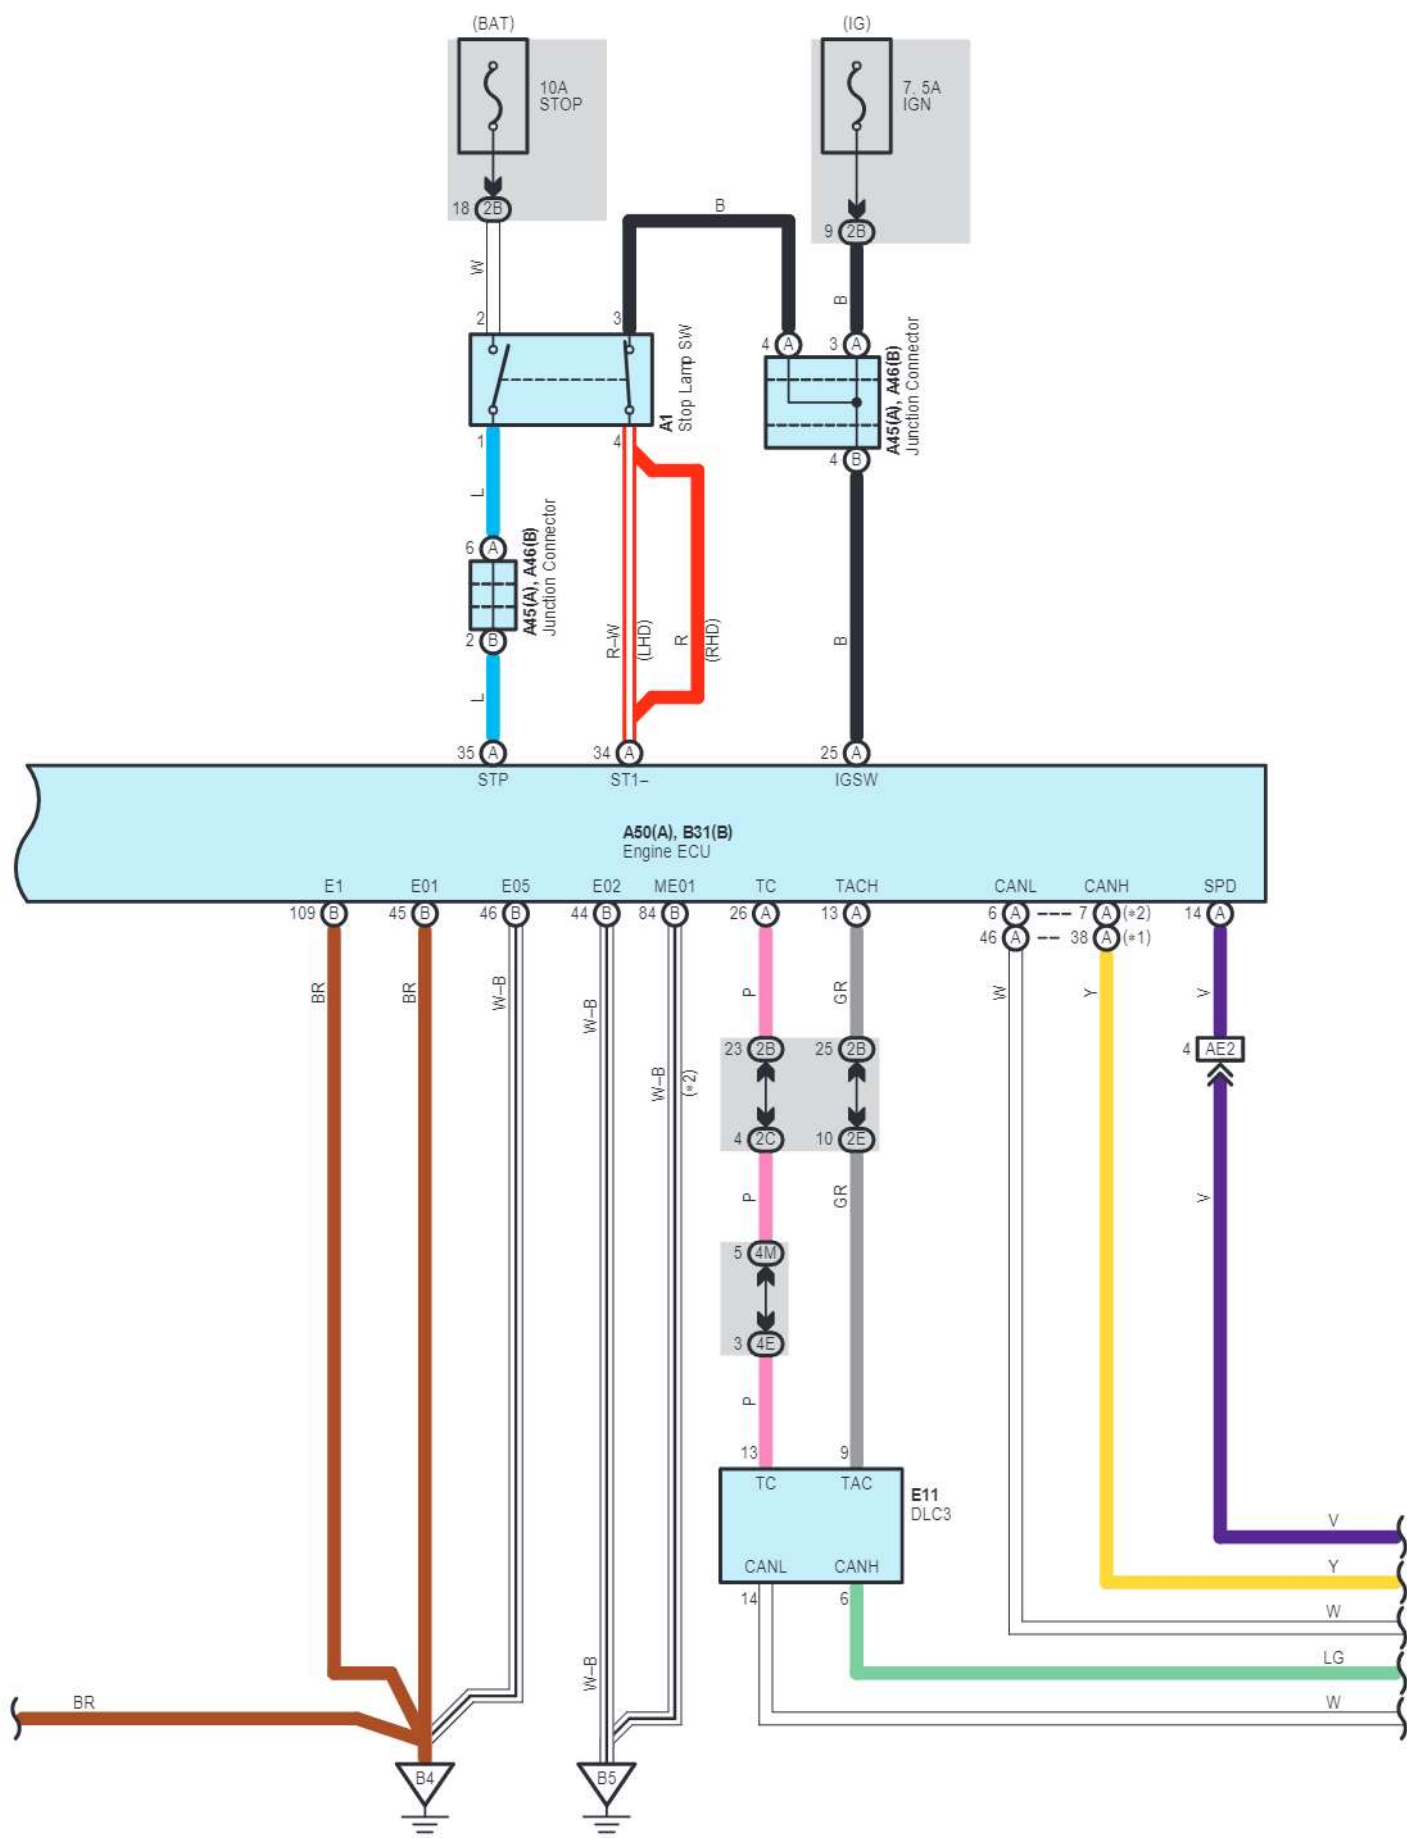 (BAT)
(IG)
10A
STOP
7. 5A
IGN
18 2B
9 2B
B
W
B
2
3
4 A
3 A
A1
Stop Lamp SW
A45(A), A46(B)
Junction Connector
1
4
4 B
L
6 A
A45(A), A46(B)
Junction Connector
2 B
R–W
(LHD)
R
(RHD)
B
L
35 A
34 A
25 A
STP
ST1–
IGSW
A50(A), B31(B)
Engine ECU
E1
E01
E05
E02
ME01
TC
TACH
CANL
CANH
SPD
109 B
45 B
46 B
44 B
84 B
26 A
13 A
6 A
7 A (*2)
14 A
46 A
38 A (*1)
BR
BR
W–B
W–B
P
GR
W
Y
V
23 2B
25 2B
4 AE2
W–B
(*2)
4 2C
10 2E
P
GR
V
5 4M
3 4E
P
13
9
TC
TAC
E11
DLC3
CANL
CANH
14
6
V
Y
W
LG
W
W–B
BR
B4
B5